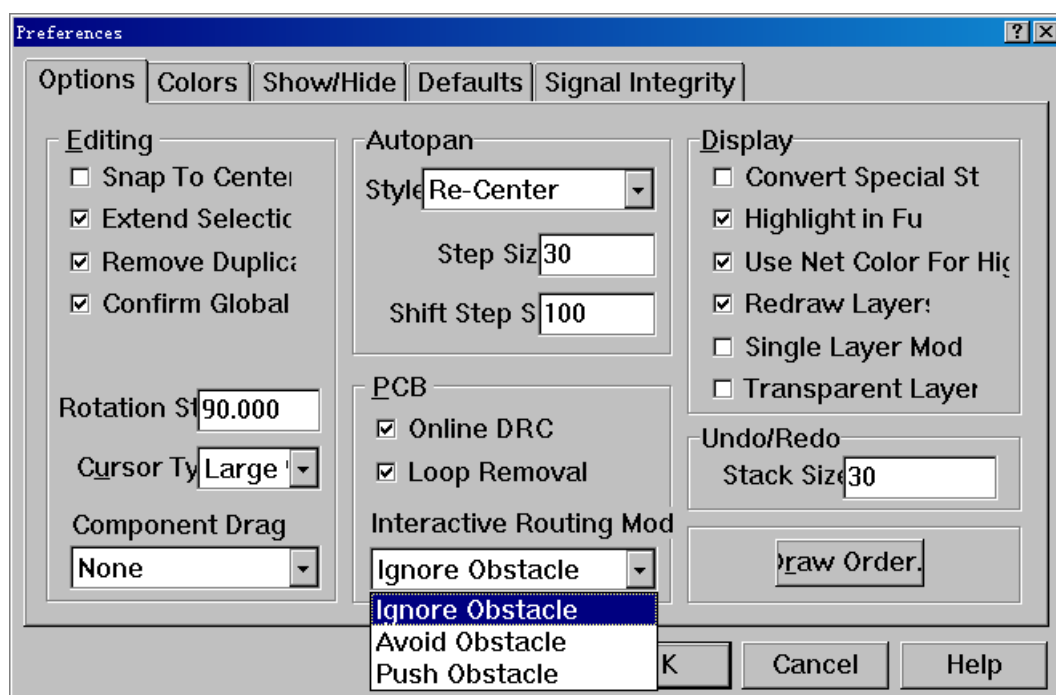 Preferences
Options
Colors
Show/Hide
Defaults
Signal Integrity
Editing
Snap To Center
Extend Selectic
Remove Duplica
Confirm Global
Rotation St 90.000
Cursor Ty Large
Component Drag
None
Autopan
Style Re-Center
Step Siz 30
Shift Step S 100
PCB
Online DRC
Loop Removal
Interactive Routing Mod
Ignore Obstacle
Ignore Obstacle
Avoid Obstacle
Push Obstacle
Display
Convert Special St
Highlight in Fu
Use Net Color For Hig
Redraw Layers
Single Layer Mod
Transparent Layer
Undo/Redo
Stack Size 30
Draw Order.
K
Cancel
Help